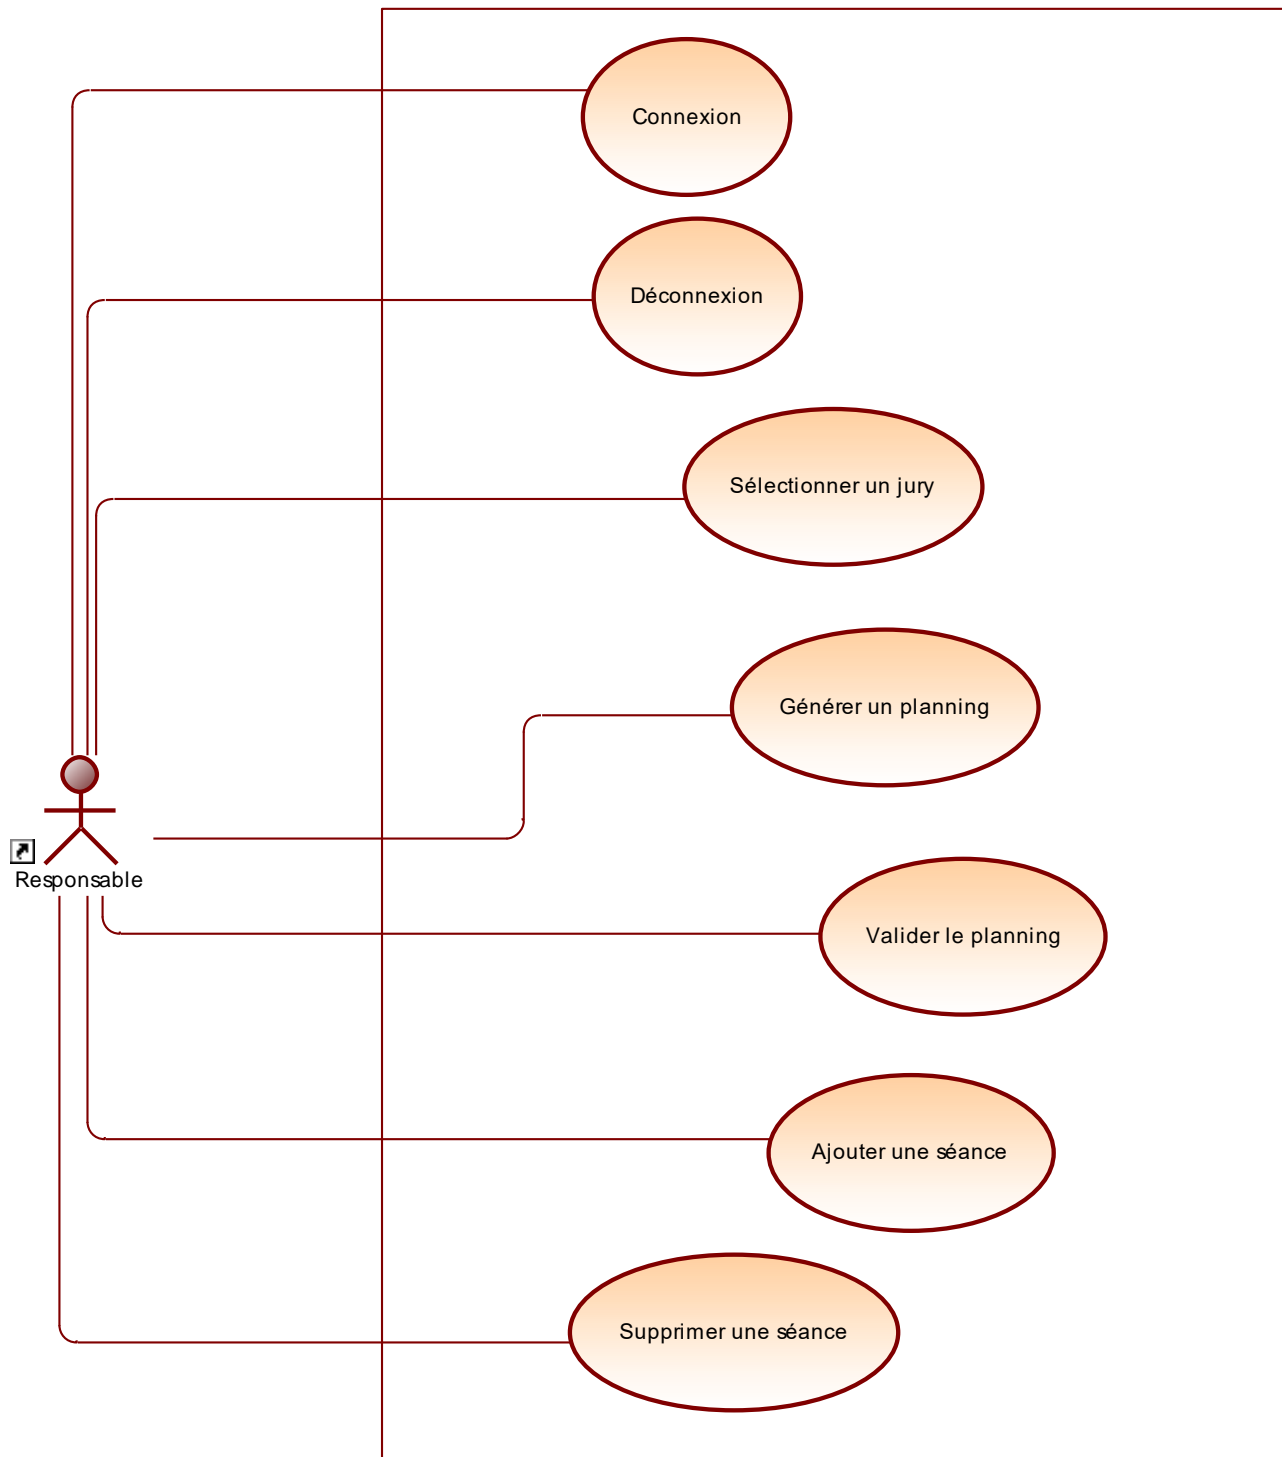 Connexion
Déconnexion
Sélectionner un jury
Générer un planning
Responsable
Valider le planning
Ajouter une séance
Supprimer une séance